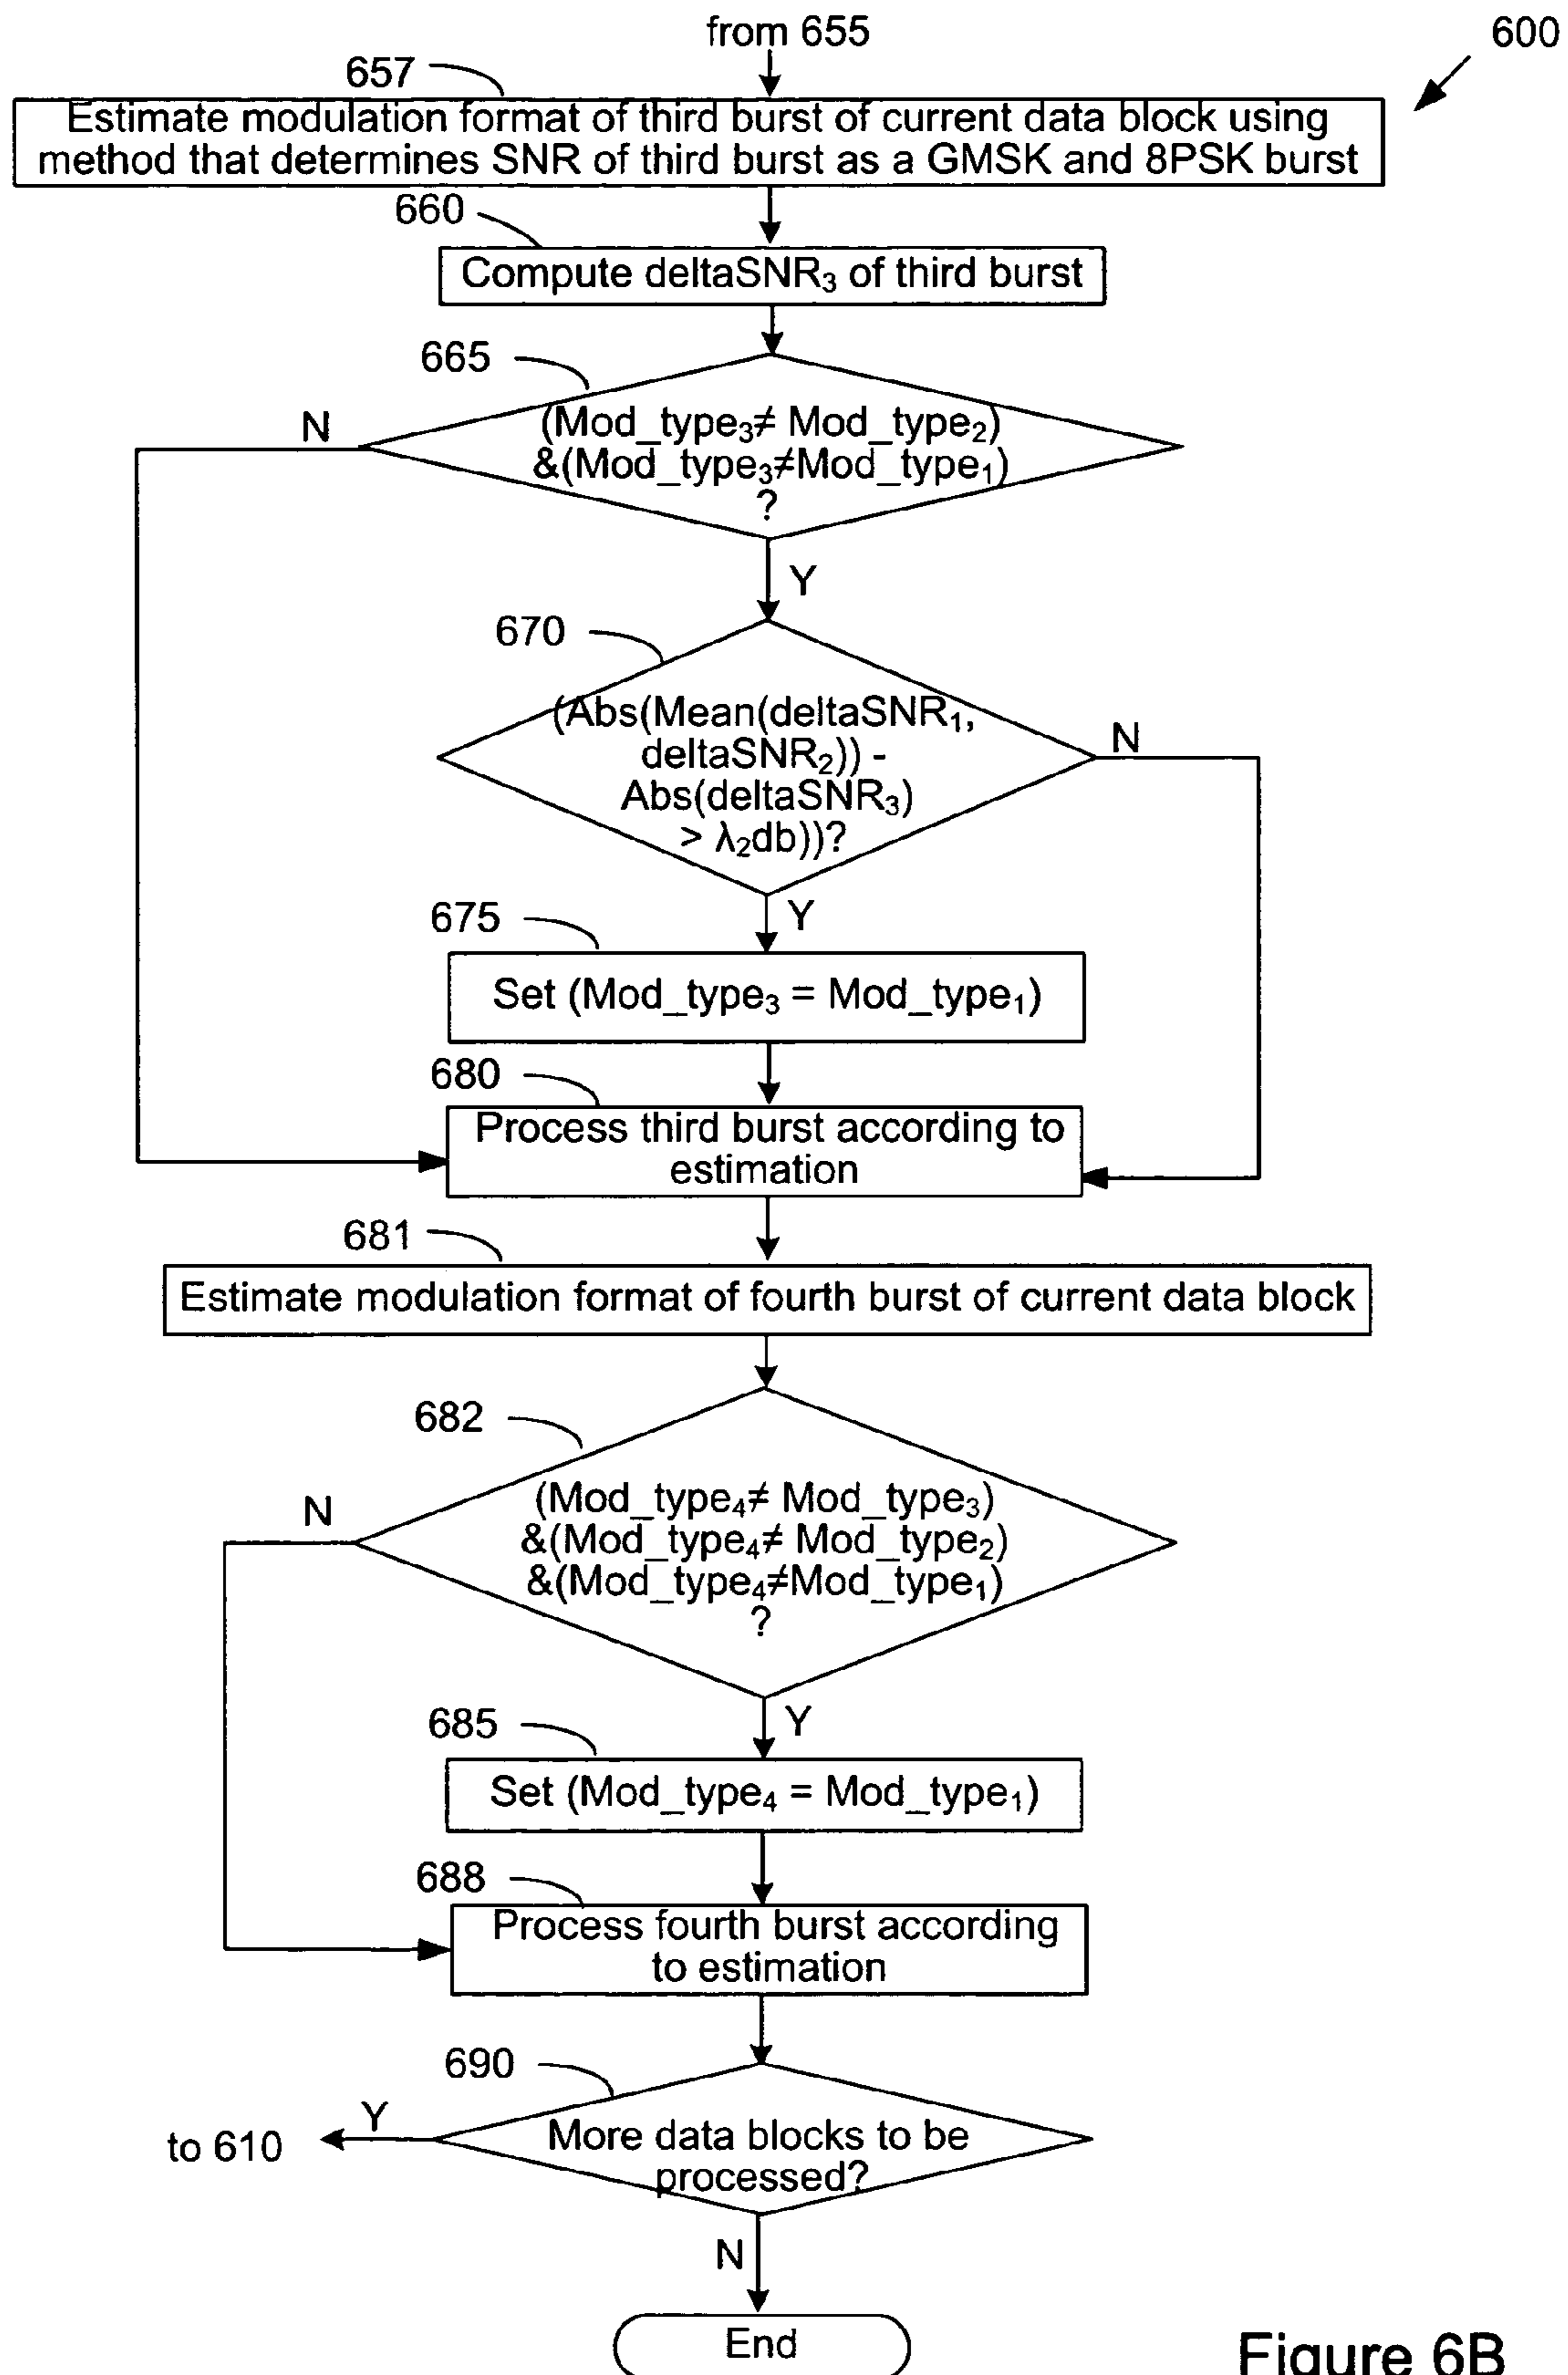 from 655
600
657
Estimate modulation format of third burst of current data block using
method that determines SNR of third burst as a GMSK and 8PSK burst
660
Compute deltaSNR₃ of third burst
665
N
(Mod_type₃≠ Mod_type₂)
&(Mod_type₃≠Mod_type₁)
?
Y
670
(Abs(Mean(deltaSNR₁,
deltaSNR₂)) -
Abs(deltaSNR₃)
> λ₂db))?
N
Y
675
Set (Mod_type₃ = Mod_type₁)
680
Process third burst according to
estimation
681
Estimate modulation format of fourth burst of current data block
682
N
(Mod_type₄≠ Mod_type₃)
&(Mod_type₄≠ Mod_type₂)
&(Mod_type₄≠Mod_type₁)
?
Y
685
Set (Mod_type₄ = Mod_type₁)
688
Process fourth burst according
to estimation
690
Y
to 610
More data blocks to be
processed?
N
End
Figure 6B